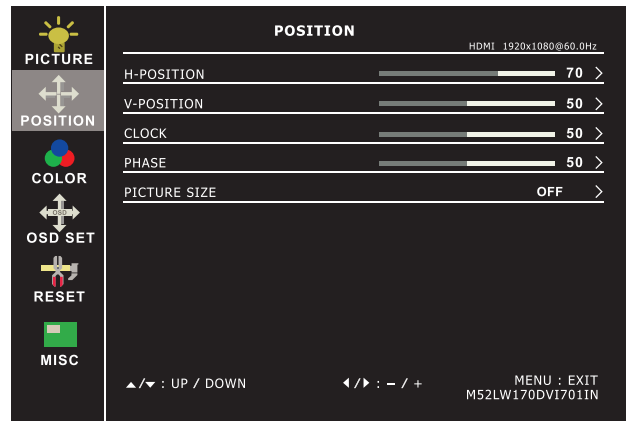 PICTURE
POSITION
COLOR
OSD
OSD SET
RESET
MISC
POSITION
HDMI 1920x1080@60.0Hz
H-POSITION 70 >
V-POSITION 50 >
CLOCK 50 >
PHASE 50 >
PICTURE SIZE OFF >
▲/▼ : UP / DOWN ◀/▶ : − / + MENU : EXIT
M52LW170DVI701IN